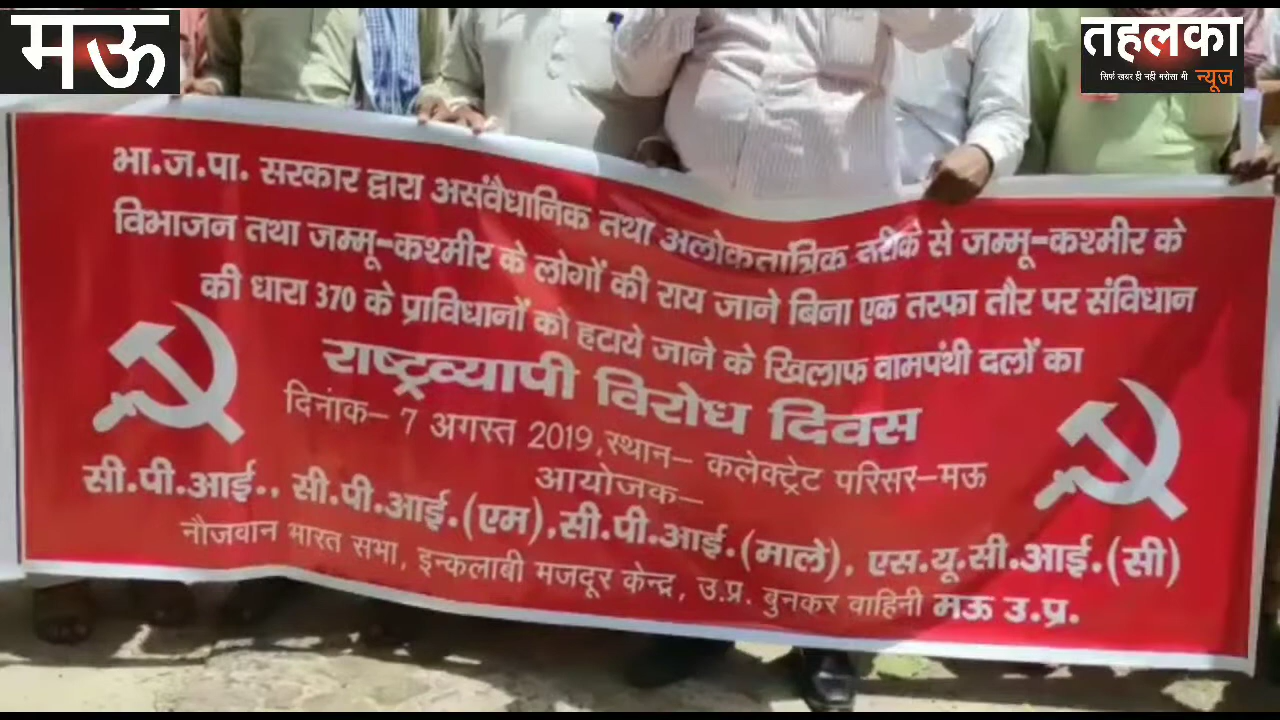 मऊ
तहलका
सिर्फ खबर ही नही भरोसा भी न्यूज
भा.ज.पा. सरकार द्वारा असंवैधानिक तथा अलोकतांत्रिक तरीके से जम्मू-कश्मीर के
विभाजन तथा जम्मू-कश्मीर के लोगों की राय जाने बिना एक तरफा तौर पर संविधान
की धारा 370 के प्राविधानों को हटाये जाने के खिलाफ वामपंथी दलों का
राष्ट्रव्यापी विरोध दिवस
दिनांक- 7 अगस्त 2019,स्थान- कलेक्ट्रेट परिसर-मऊ
आयोजक-
सी.पी.आई.. सी.पी.आई.(एम),सी.पी.आई.(माले), एस.यू.सी.आई.(सी)
नौजवान भारत सभा, इन्कलाबी मजदूर केन्द्र, उ.प्र. बुनकर वाहिनी मऊ उ.प्र.